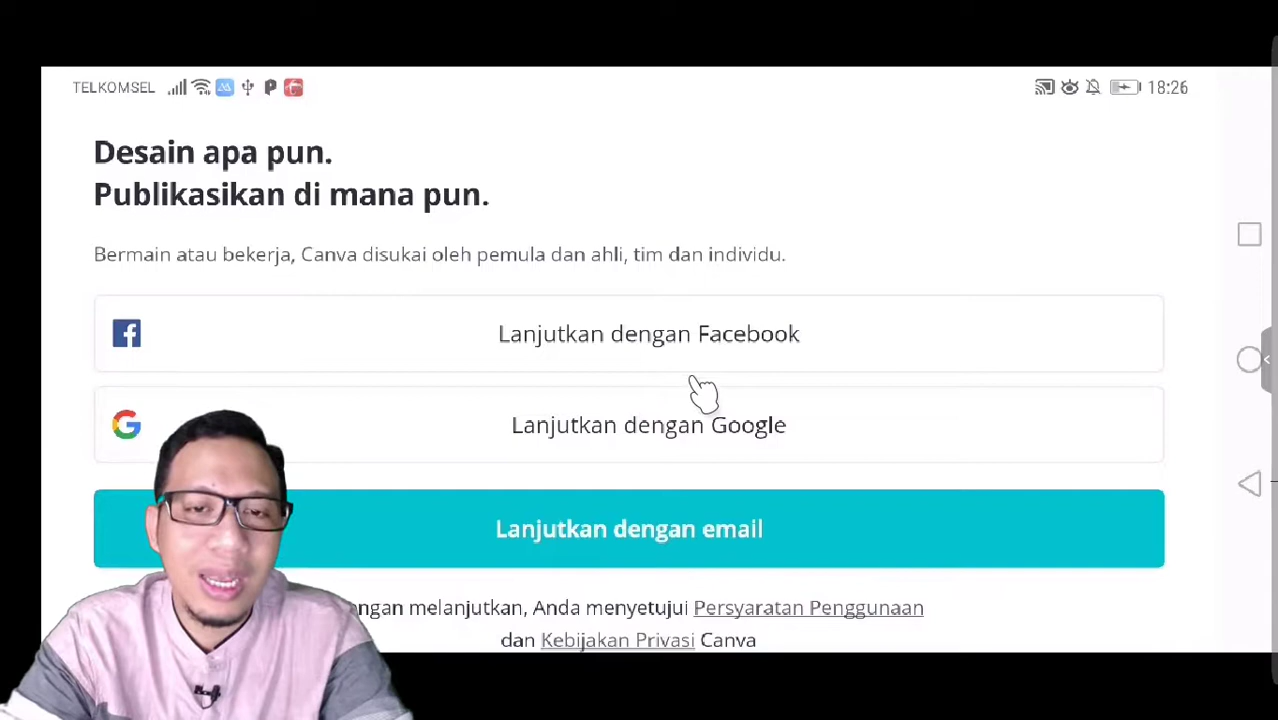 TELKOMSEL
18:26
Desain apa pun.
Publikasikan di mana pun.
Bermain atau bekerja, Canva disukai oleh pemula dan ahli, tim dan individu.
Lanjutkan dengan Facebook
Lanjutkan dengan Google
Lanjutkan dengan email
melanjutkan, Anda menyetujui Persyaratan Penggunaan
dan Kebijakan Privasi Canva